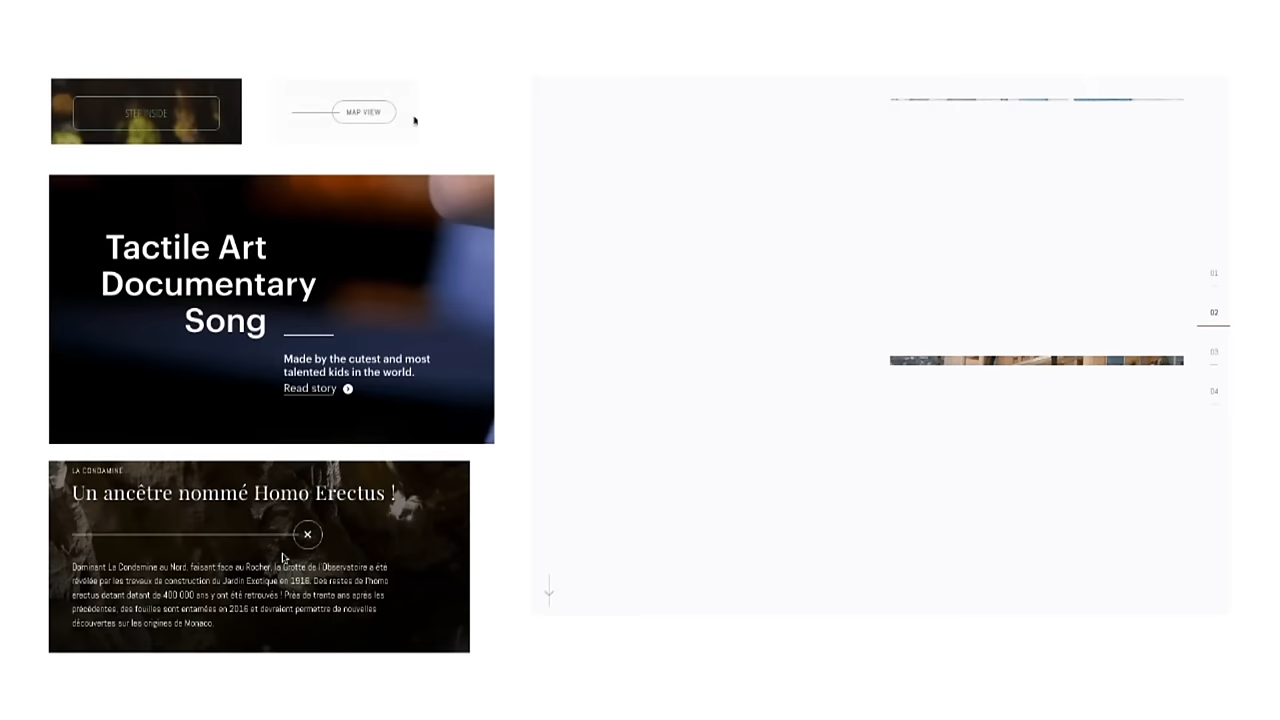 STEP INSIDE
MAP VIEW
Tactile Art
Documentary
Song
Made by the cutest and most
talented kids in the world.
Read story
LA CONDAMINE
Un ancêtre nommé Homo Erectus !
Dominant La Condamine au Nord, faisant face au Rocher, la Grotte de l'Observatoire a été
révélée par les travaux de construction du Jardin Exotique en 1916. Des restes de l'homo
erectus datant datant de 400 000 ans y ont été retrouvés ! Près de trente ans après les
précédentes, des fouilles sont entamées en 2016 et devraient permettre de nouvelles
découvertes sur les origines de Monaco.
01
02
03
04